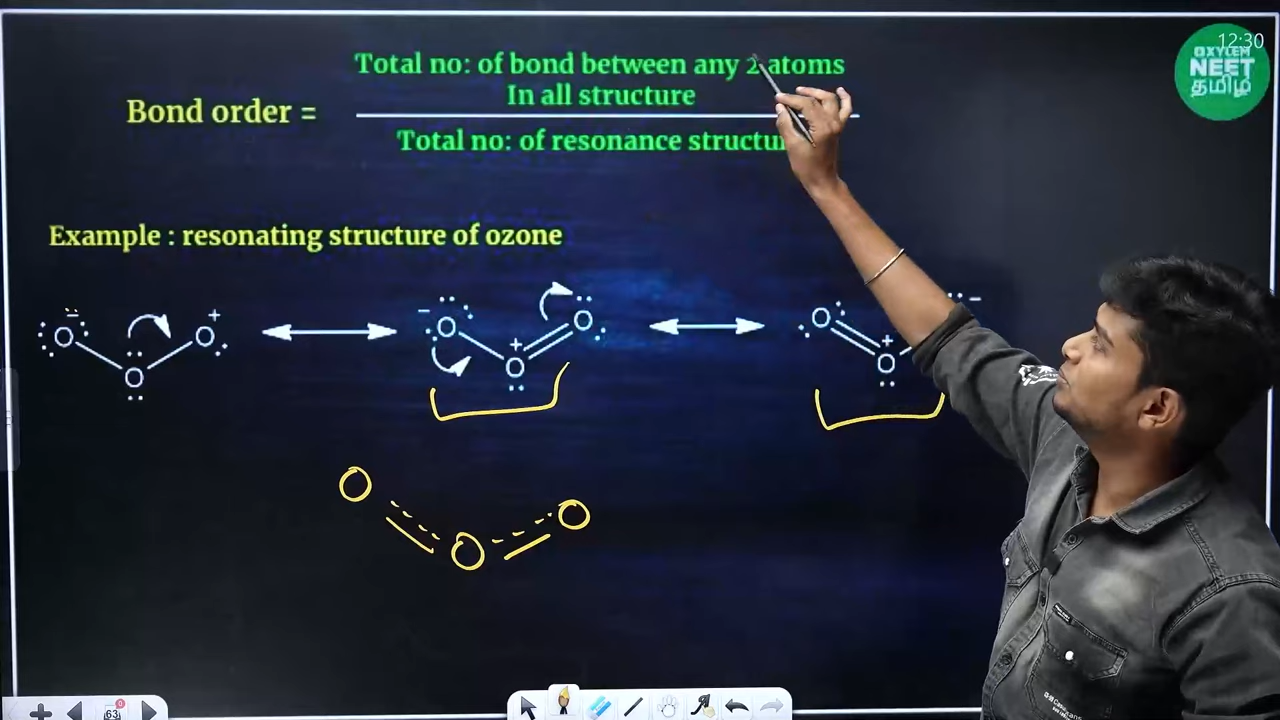 12:30
OXYLEM
NEET
தமிழ்
Total no: of bond between any 2 atoms
In all structure
Bond order =
Total no: of resonance
Example : resonating structure of ozone
O O O +
− O O + O
O O + −
O O O
63